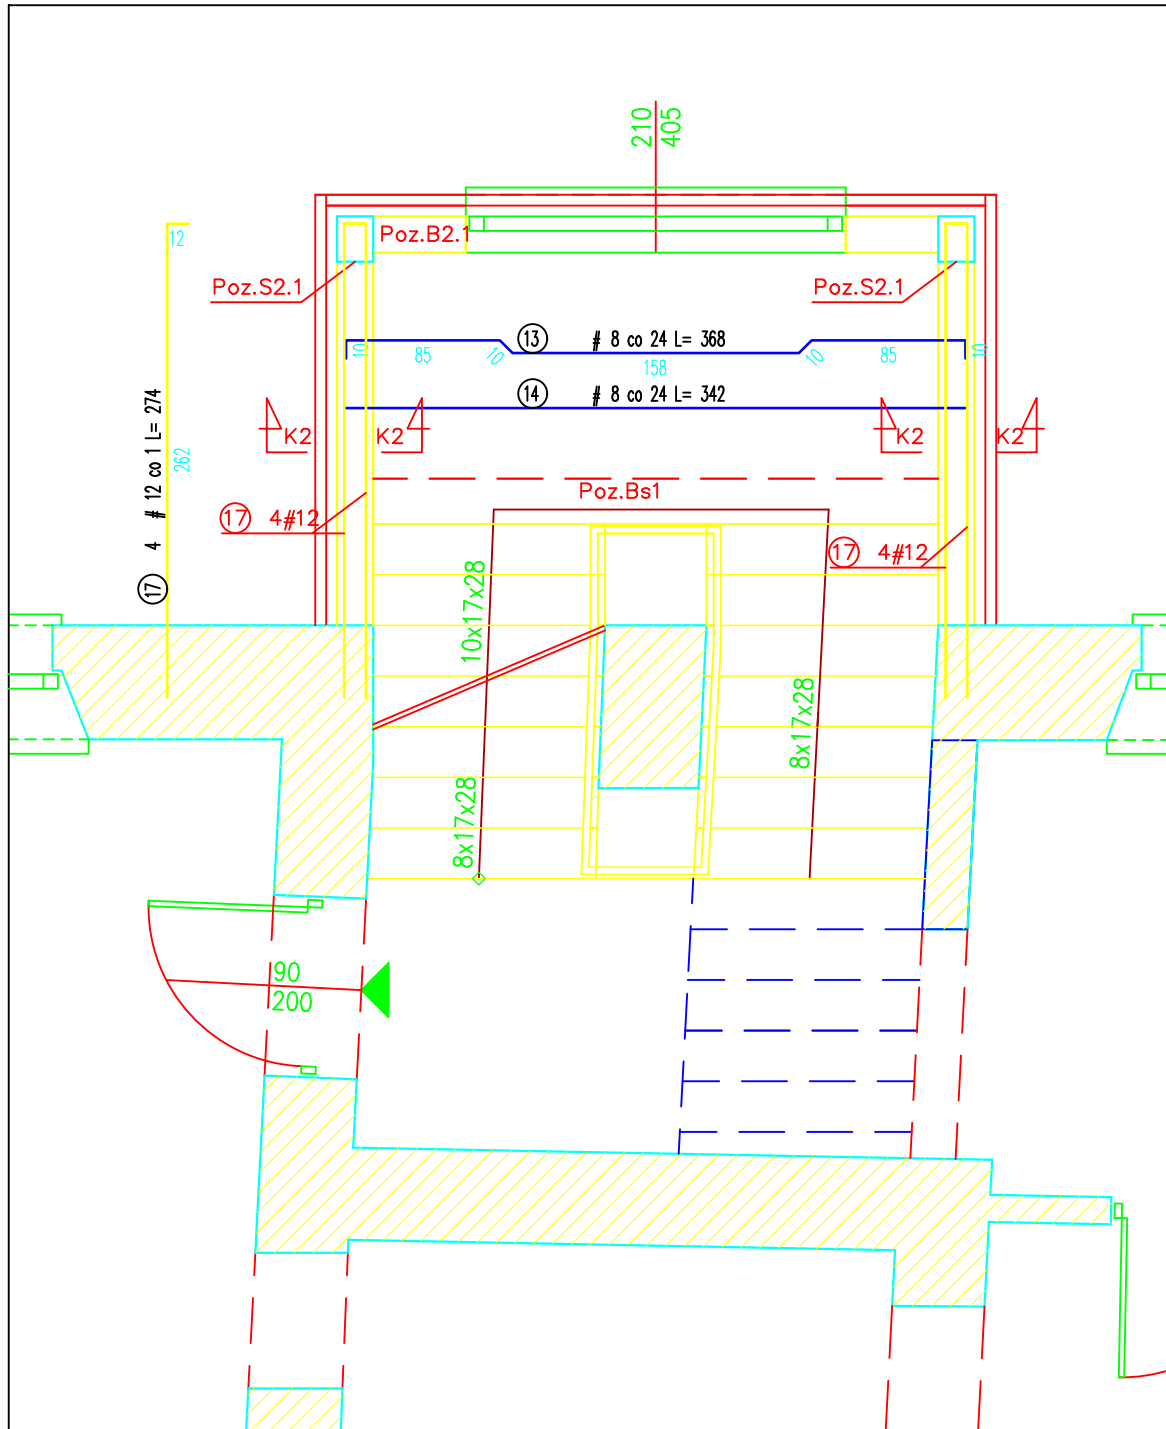 210
405
12
Poz.B2.1
Poz.S2.1
Poz.S2.1
13 # 8 co 24 L= 368
10 85 10 158 10 85 10
14 # 8 co 24 L= 342
K2 K2 K2 K2
17 4 # 12 co 1 L= 274
262
Poz.Bs1
17 4#12
17 4#12
10x17x28
8x17x28
8x17x28
90
200